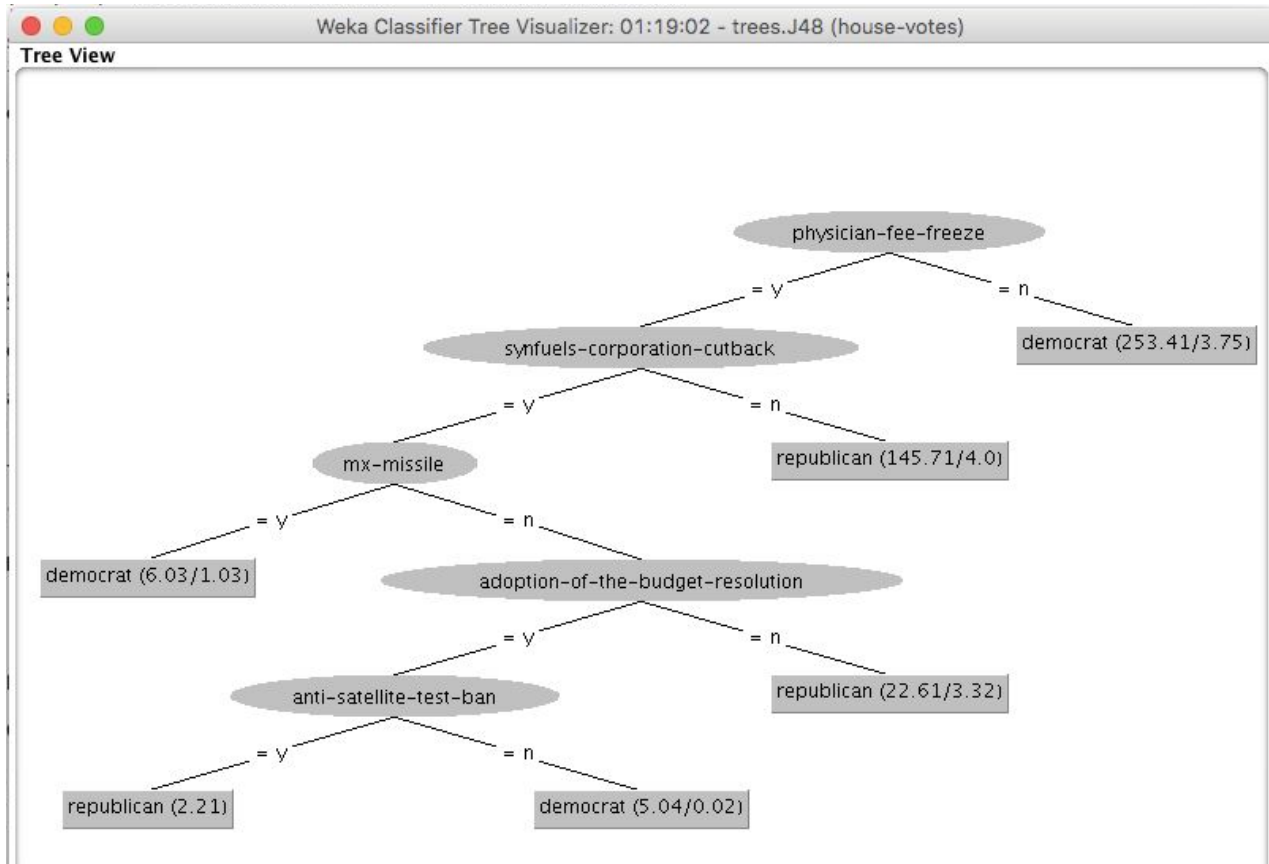 Weka Classifier Tree Visualizer: 01:19:02 - trees.J48 (house-votes)
Tree View
physician-fee-freeze
= y
= n
synfuels-corporation-cutback
democrat (253.41/3.75)
= y
= n
mx-missile
republican (145.71/4.0)
= y
= n
democrat (6.03/1.03)
adoption-of-the-budget-resolution
= y
= n
anti-satellite-test-ban
republican (22.61/3.32)
= y
= n
republican (2.21)
democrat (5.04/0.02)